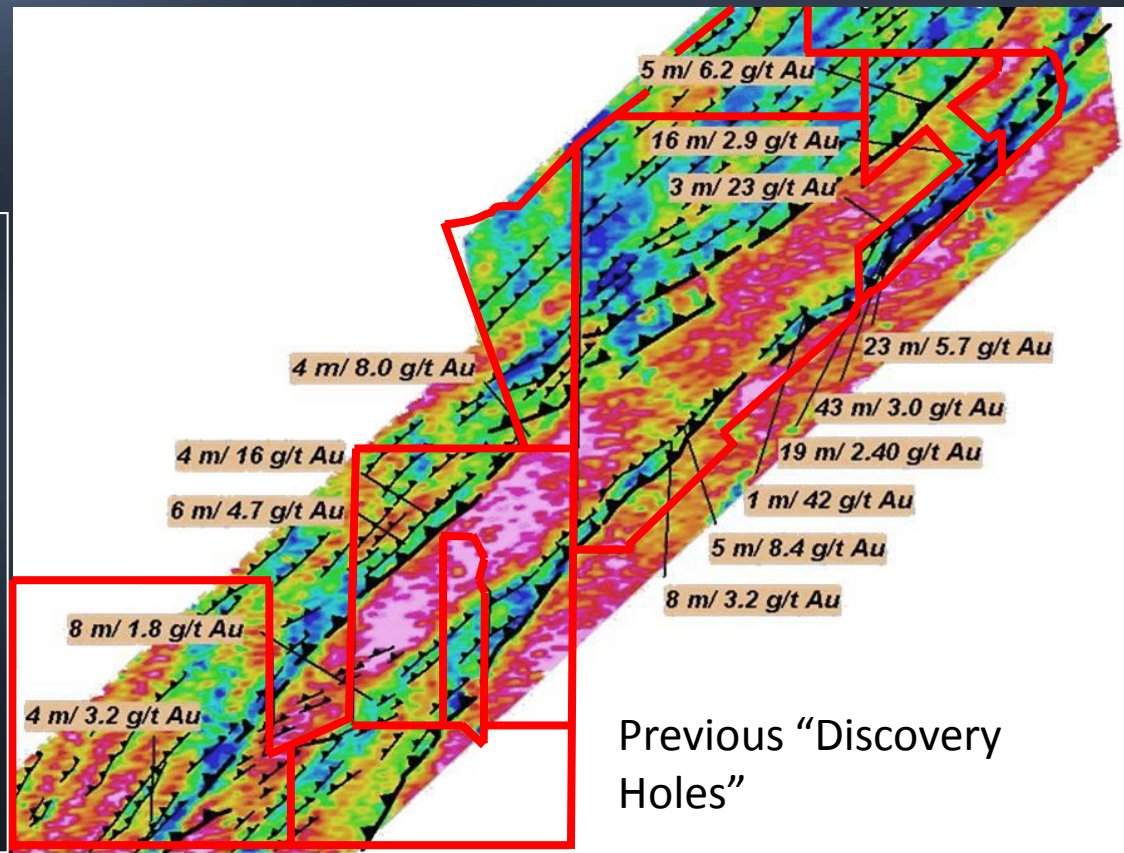 5 m/ 6.2 g/t Au
16 m/ 2.9 g/t Au
3 m/ 23 g/t Au
4 m/ 8.0 g/t Au
23 m/ 5.7 g/t Au
43 m/ 3.0 g/t Au
4 m/ 16 g/t Au
19 m/ 2.40 g/t Au
6 m/ 4.7 g/t Au
1 m/ 42 g/t Au
5 m/ 8.4 g/t Au
8 m/ 3.2 g/t Au
8 m/ 1.8 g/t Au
4 m/ 3.2 g/t Au
Previous “Discovery
Holes”